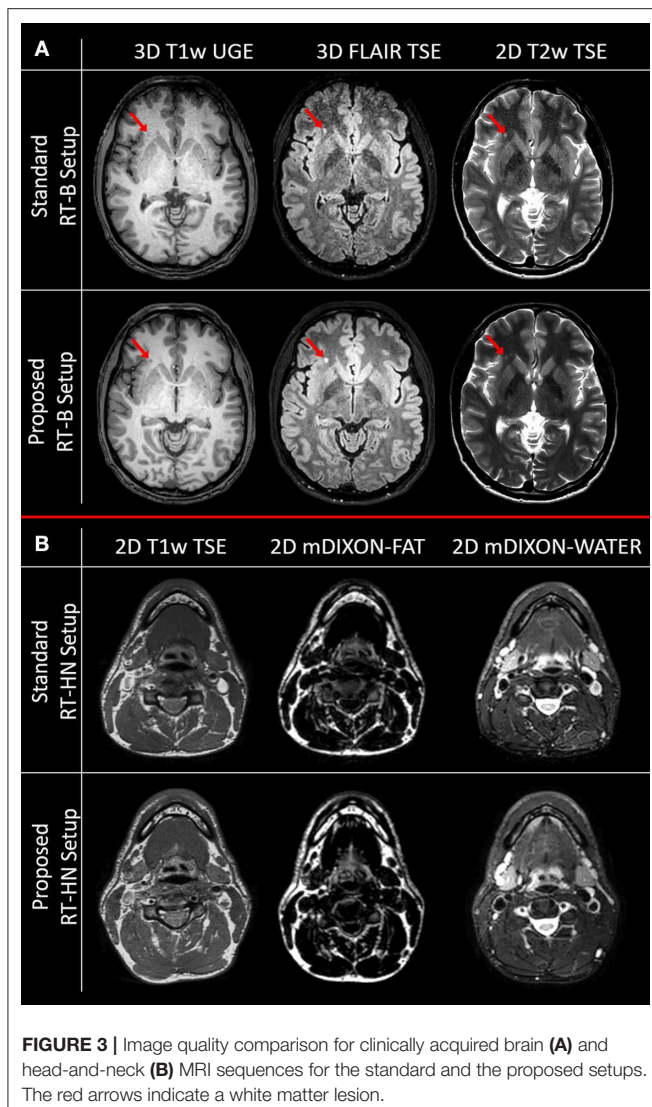 A
3D T1w UGE 3D FLAIR TSE 2D T2w TSE
Standard
RT-B Setup
Proposed
RT-B Setup
B
2D T1w TSE 2D mDIXON-FAT 2D mDIXON-WATER
Standard
RT-HN Setup
Proposed
RT-HN Setup
FIGURE 3 | Image quality comparison for clinically acquired brain (A) and
head-and-neck (B) MRI sequences for the standard and the proposed setups.
The red arrows indicate a white matter lesion.